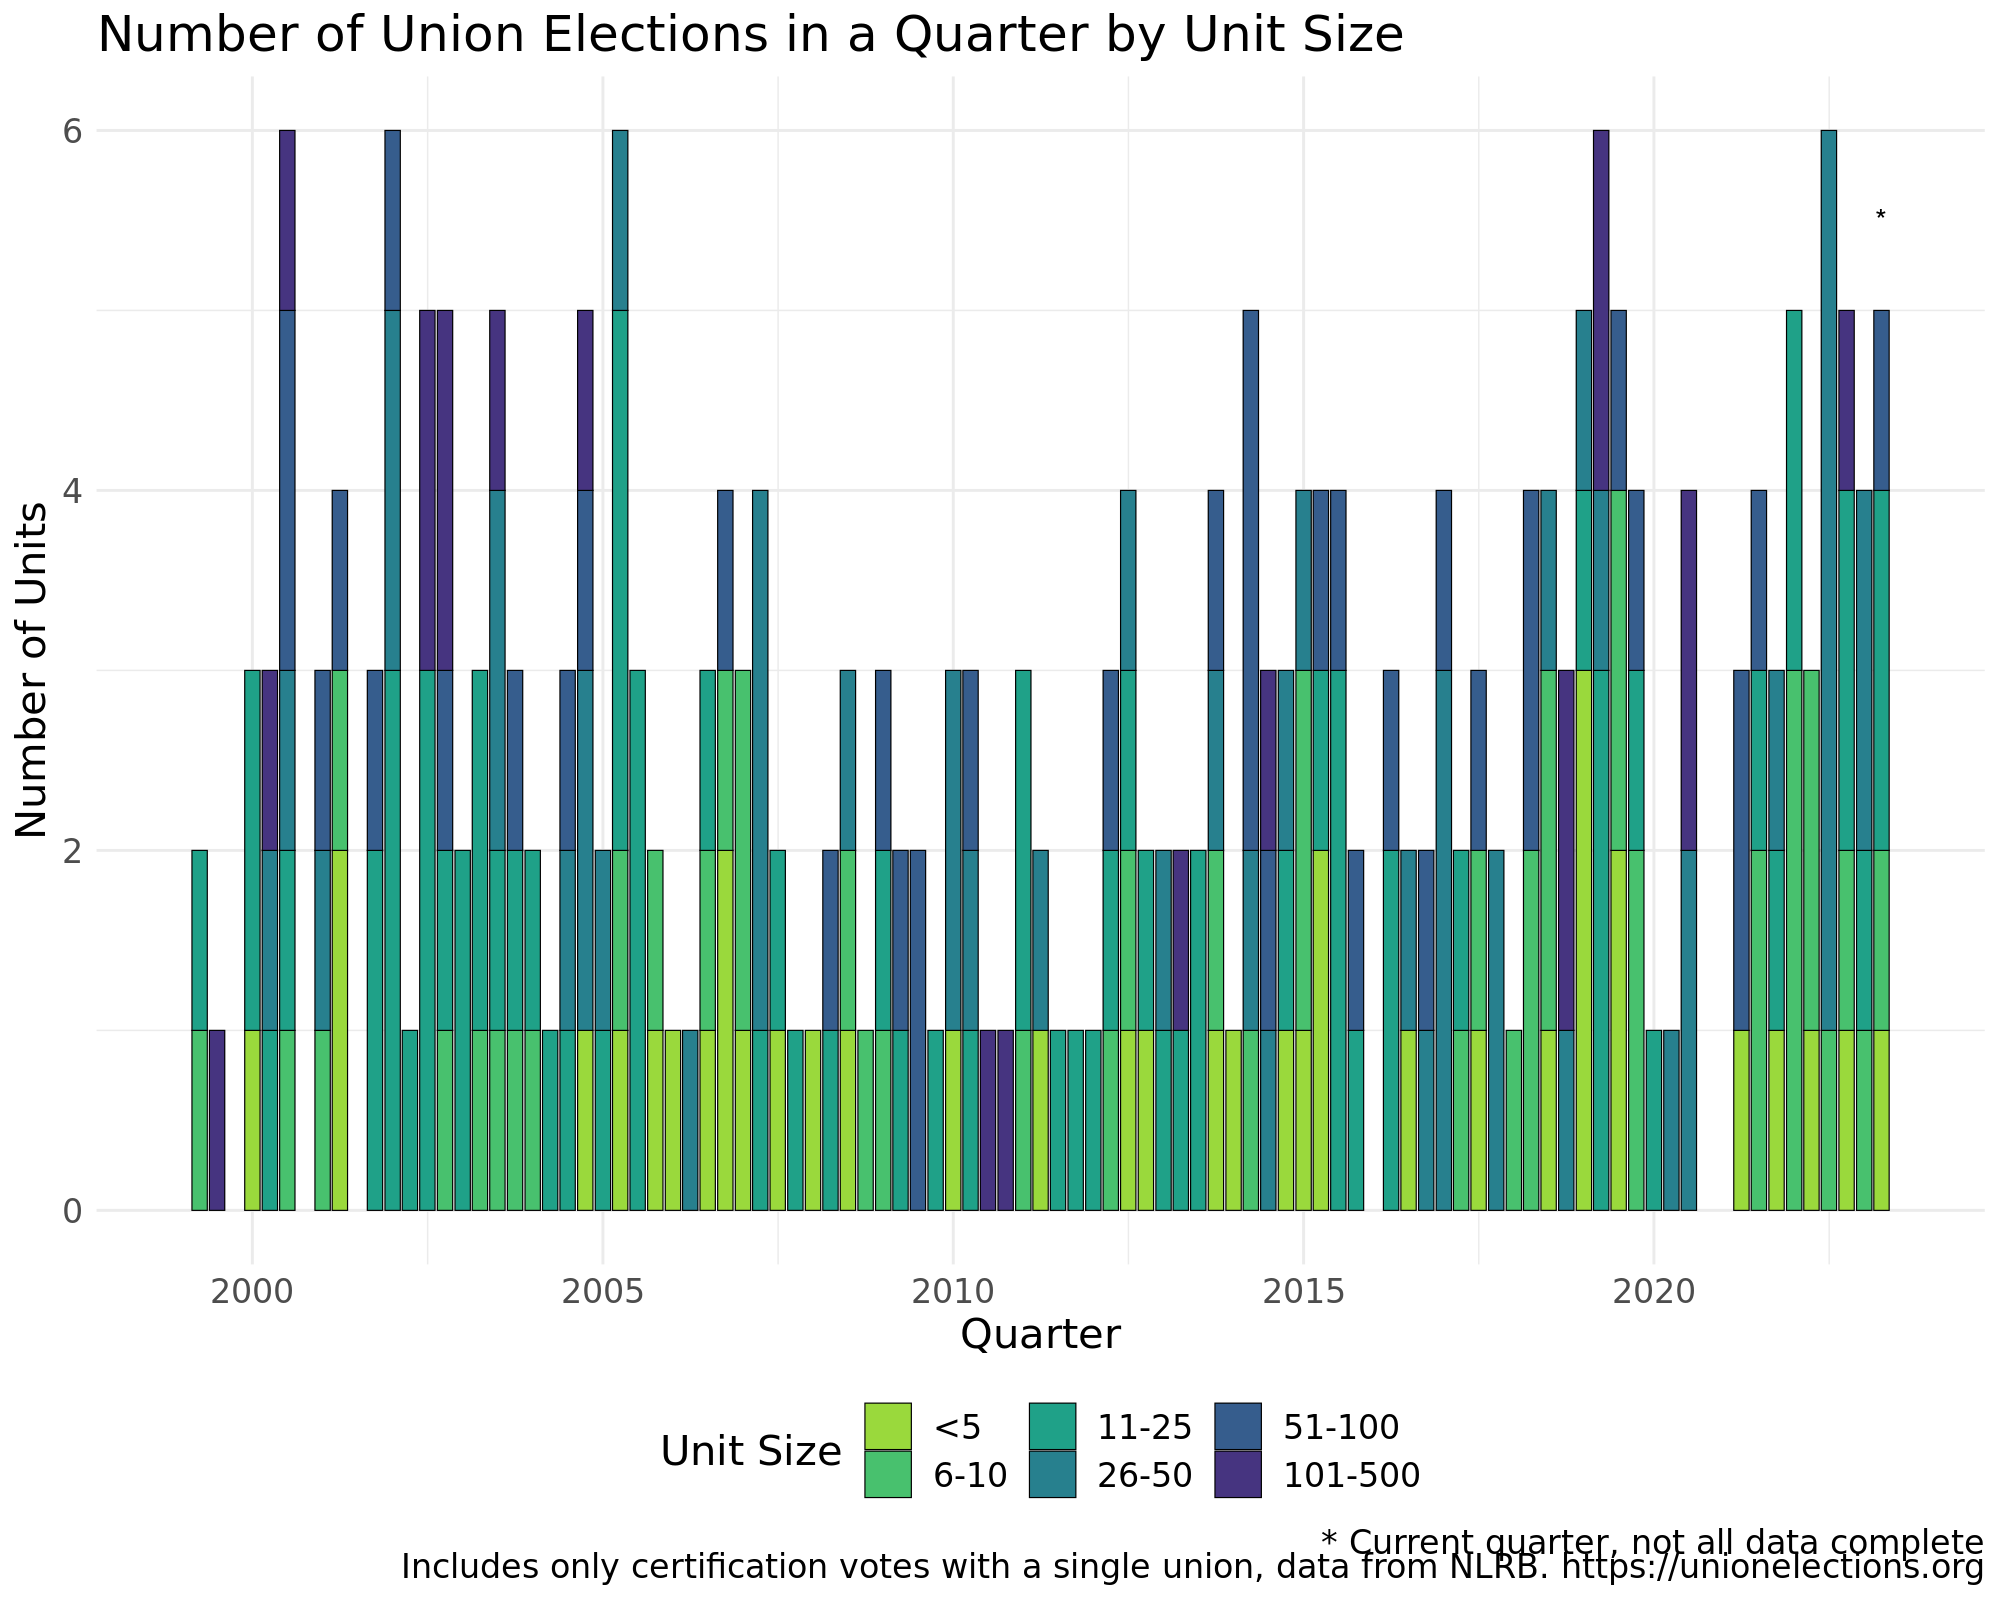 Number of Union Elections in a Quarter by Unit Size
6
4
2
0
Number of Units
*
2000 2005 2010 2015 2020
Quarter
Unit Size
<5 11-25 51-100
6-10 26-50 101-500
* Current quarter, not all data complete
Includes only certification votes with a single union, data from NLRB. https://unionelections.org